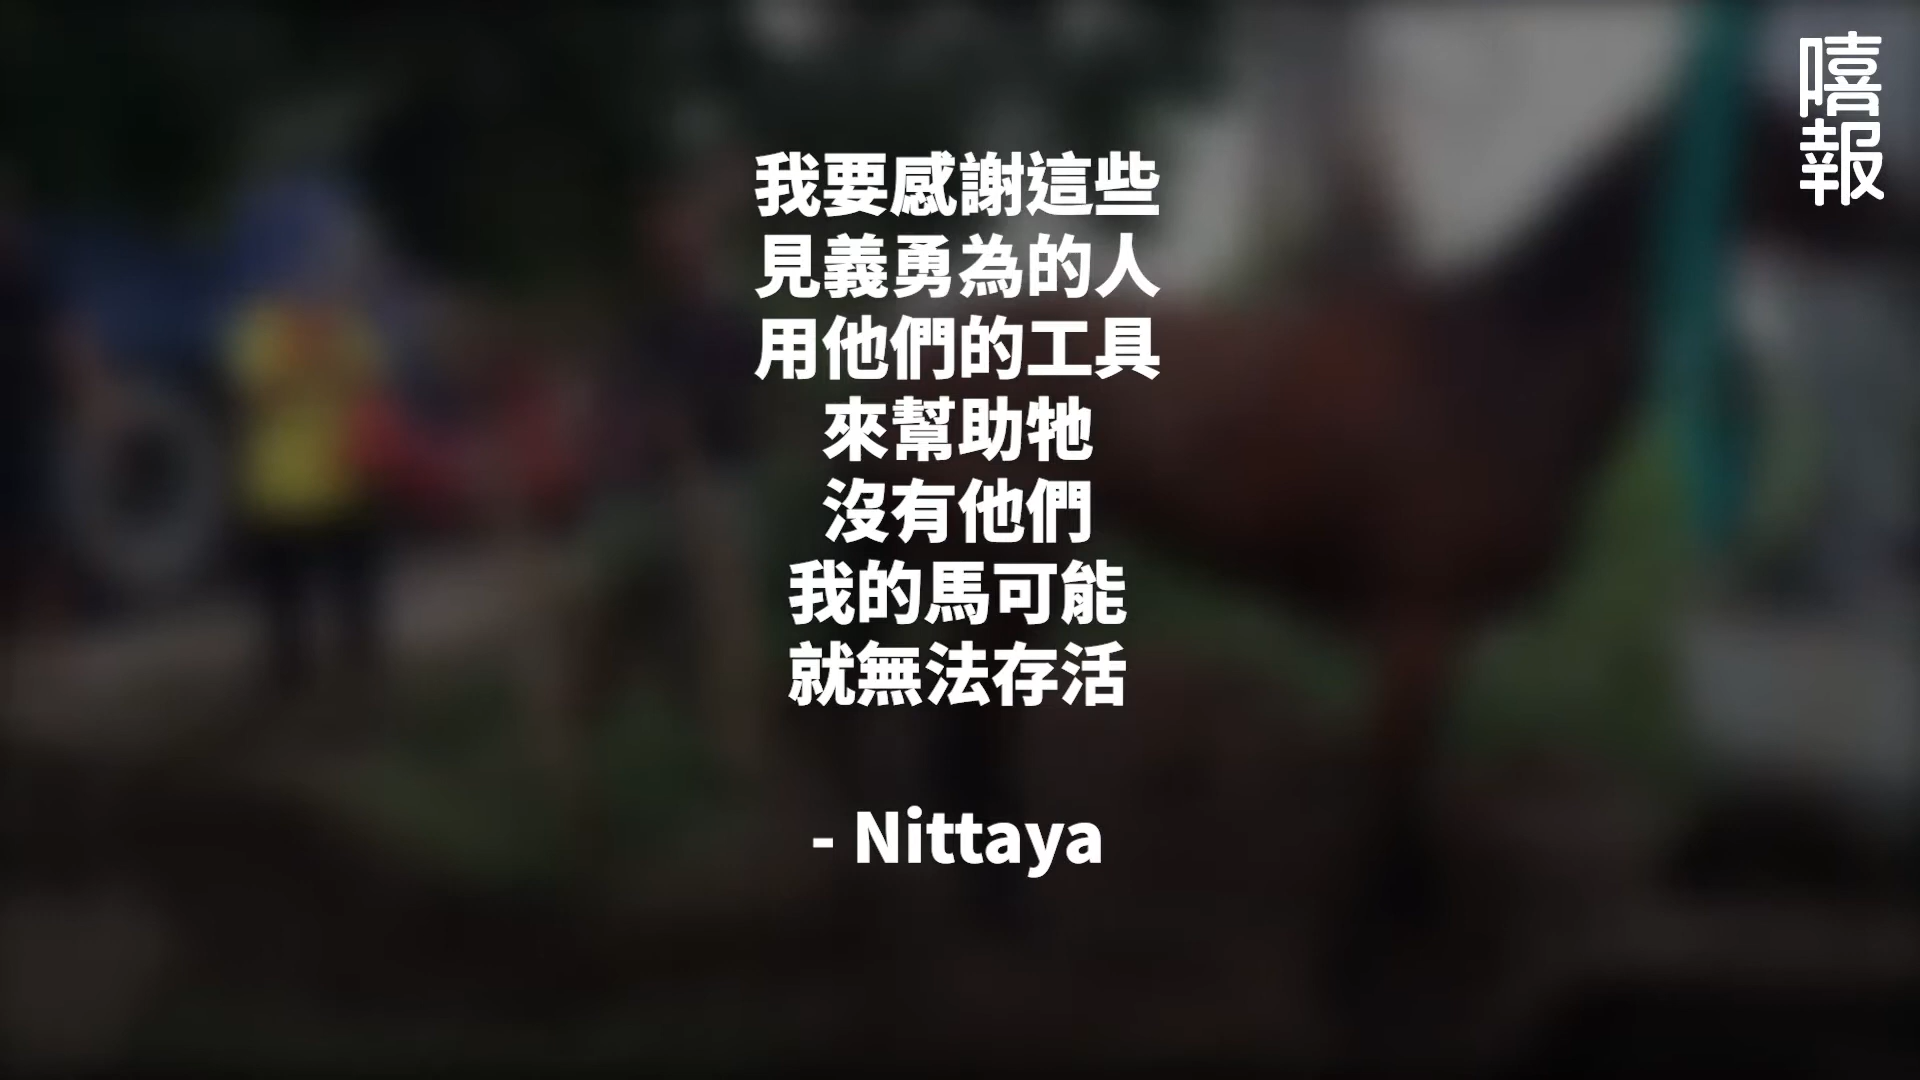 我要感謝這些
見義勇為的人
用他們的工具
來幫助牠
沒有他們
我的馬可能
就無法存活
- Nittaya
嘻報